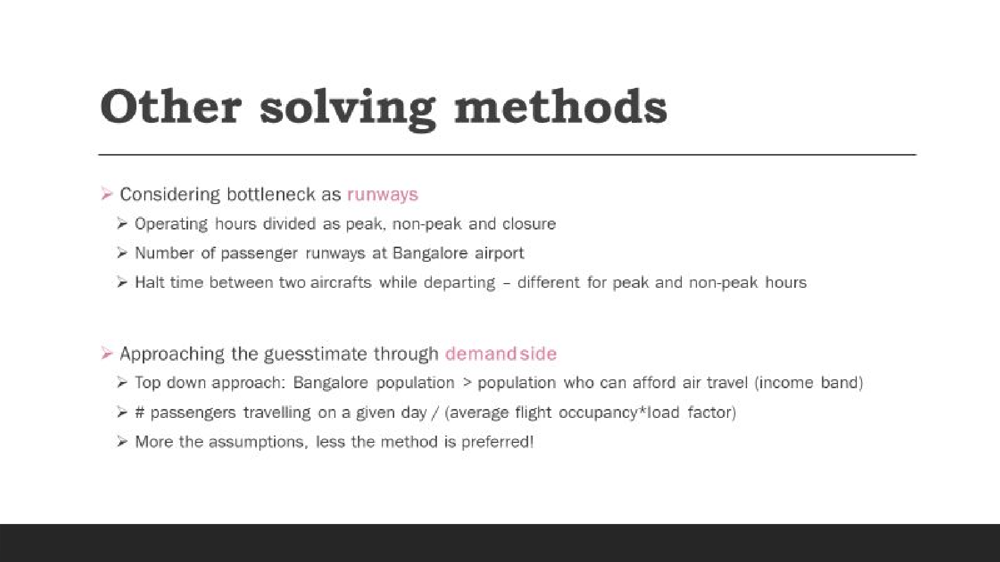 Other solving methods
➢ Considering bottleneck as runways
➢ Operating hours divided as peak, non-peak and closure
➢ Number of passenger runways at Bangalore airport
➢ Halt time between two aircrafts while departing – different for peak and non-peak hours
➢ Approaching the guesstimate through demand side
➢ Top down approach: Bangalore population > population who can afford air travel (income band)
➢ # passengers travelling on a given day / (average flight occupancy*load factor)
➢ More the assumptions, less the method is preferred!